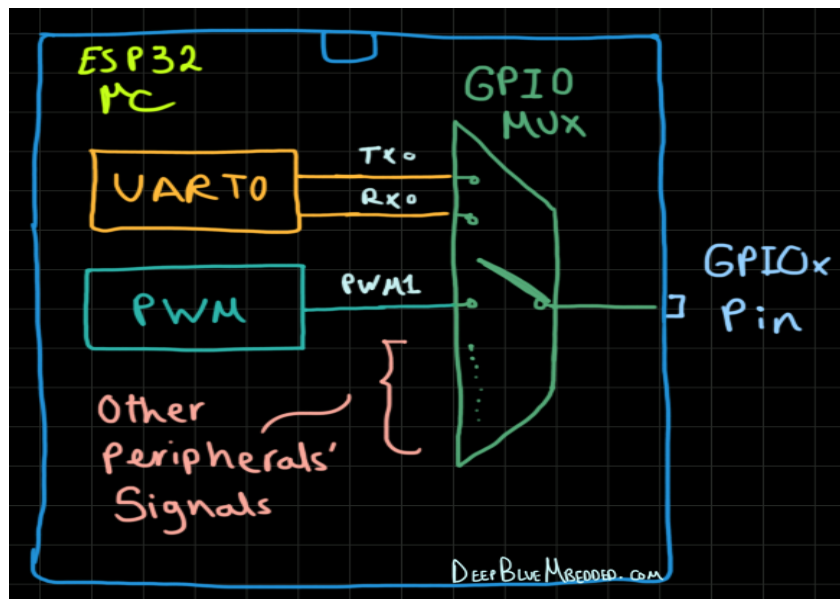 ESP32
μC
GPIO
MUX
UART0
TX0
RX0
PWM
PWM1
GPIOx
Pin
Other
Peripherals'
Signals
DEEPBLUEMBEDDED.COM